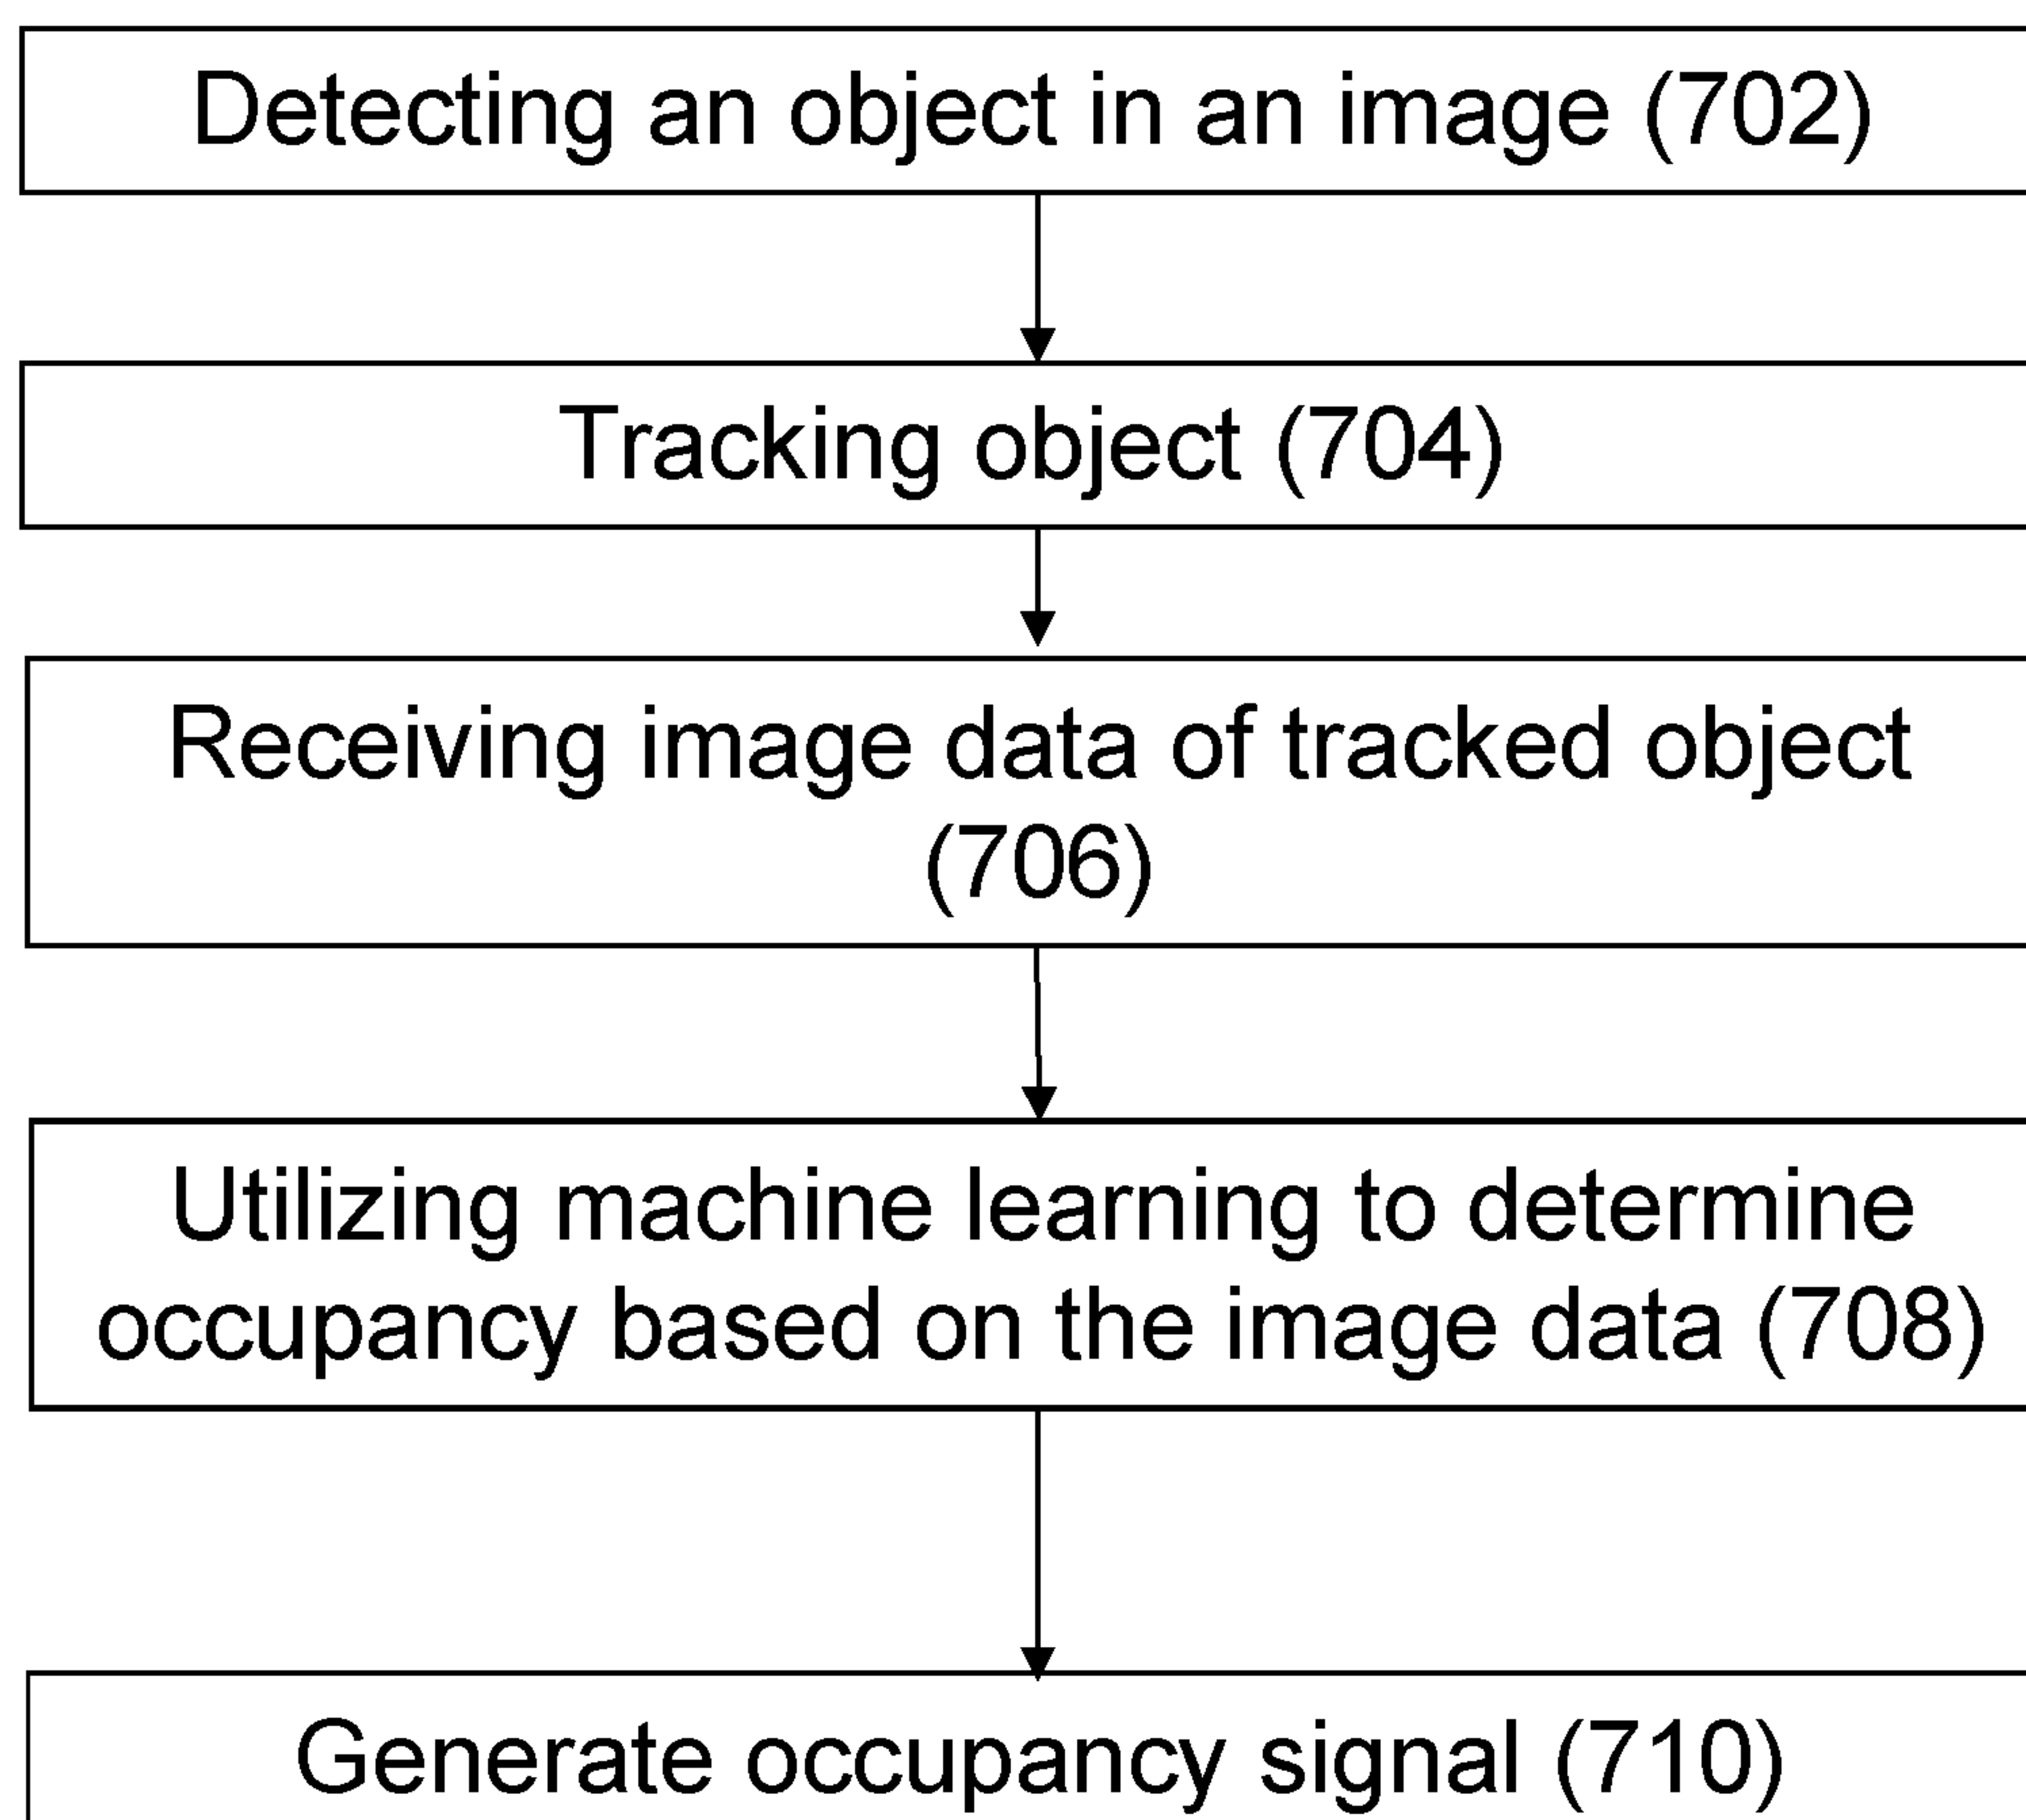 Detecting an object in an image (702)
Tracking object (704)
Receiving image data of tracked object
(706)
Utilizing machine learning to determine
occupancy based on the image data (708)
Generate occupancy signal (710)